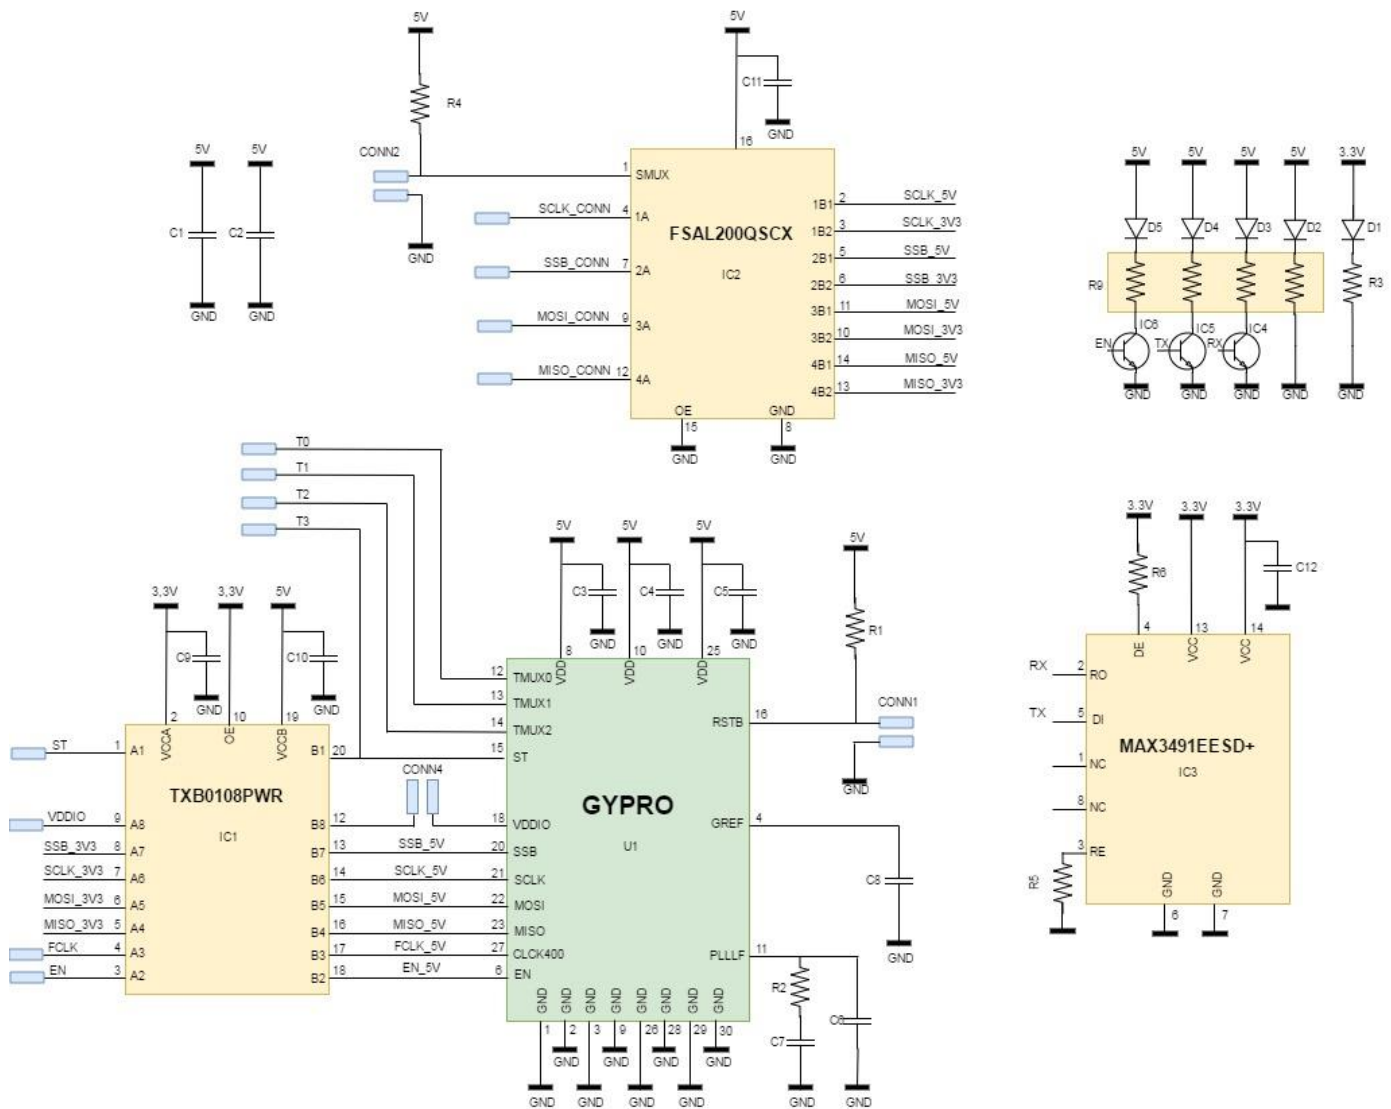 5V
R4
CONN2
5V
C11
GND
16
1 SMUX
SCLK_CONN 4 1A
SSB_CONN 7 2A
MOSI_CONN 9 3A
MISO_CONN 12 4A
FSAL200QSCX
IC2
1B1 2 SCLK_5V
1B2 3 SCLK_3V3
2B1 5 SSB_5V
2B2 6 SSB_3V3
3B1 11 MOSI_5V
3B2 10 MOSI_3V3
4B1 14 MISO_5V
4B2 13 MISO_3V3
OE GND
15 8
GND GND
GND
5V 5V
C1 C2
GND GND
5V 5V 5V 5V 3.3V
D5 D4 D3 D2 D1
R9 R3
IC6 IC5 IC4
EN TX RX
GND GND GND GND GND
T0
T1
T2
T3
3,3V 3,3V 5V
C9 C10
GND GND
2 10 19
VCCA OE VCCB
ST 1 A1
VDDIO 9 A8
SSB_3V3 8 A7
SCLK_3V3 7 A6
MOSI_3V3 6 A5
MISO_3V3 5 A4
FCLK 4 A3
EN 3 A2
TXB0108PWR
IC1
B1 20
B8 12
B7 13 SSB_5V
B6 14 SCLK_5V
B5 15 MOSI_5V
B4 16 MISO_5V
B3 17 FCLK_5V
B2 18 EN_5V
CONN4
5V 5V 5V
C3 C4 C5
GND GND GND
8 10 25
VDD VDD VDD
12 TMUX0
13 TMUX1
14 TMUX2
15 ST
18 VDDIO
20 SSB
21 SCLK
22 MOSI
23 MISO
27 CLCK400
6 EN
GYPRO
U1
RSTB 16
GREF 4
PLLLF 11
GND GND GND GND GND GND GND GND
1 2 3 9 26 28 29 30
GND GND GND GND
GND GND GND GND
5V
R1
CONN1
GND
C8
GND
R2
C7
C6
GND GND
3.3V 3.3V 3.3V
R6
C12
4 13 14
DE VCC VCC
RX 2 RO
TX 5 DI
1 NC
8 NC
3 RE
R5
MAX3491EESD+
IC3
GND GND
6 7